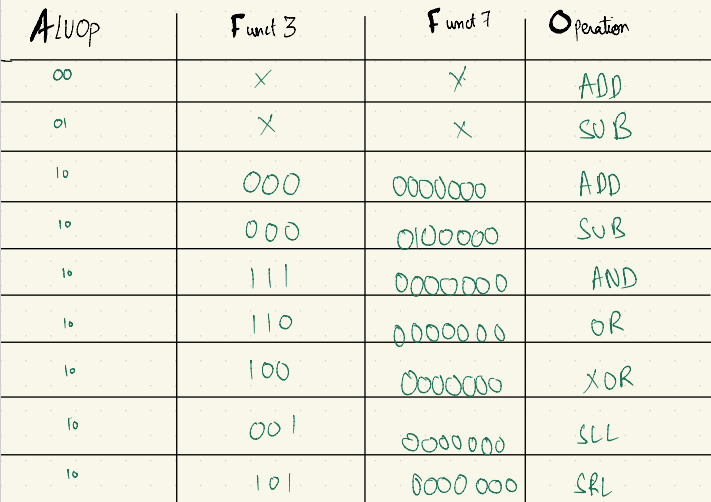 ALUOp Funct 3 Funct 7 Operation
00 X X ADD
01 X X SUB
10 000 0000000 ADD
10 000 0100000 SUB
10 111 0000000 AND
10 110 0000000 OR
10 100 0000000 XOR
10 001 0000000 SLL
10 101 0000000 SRL